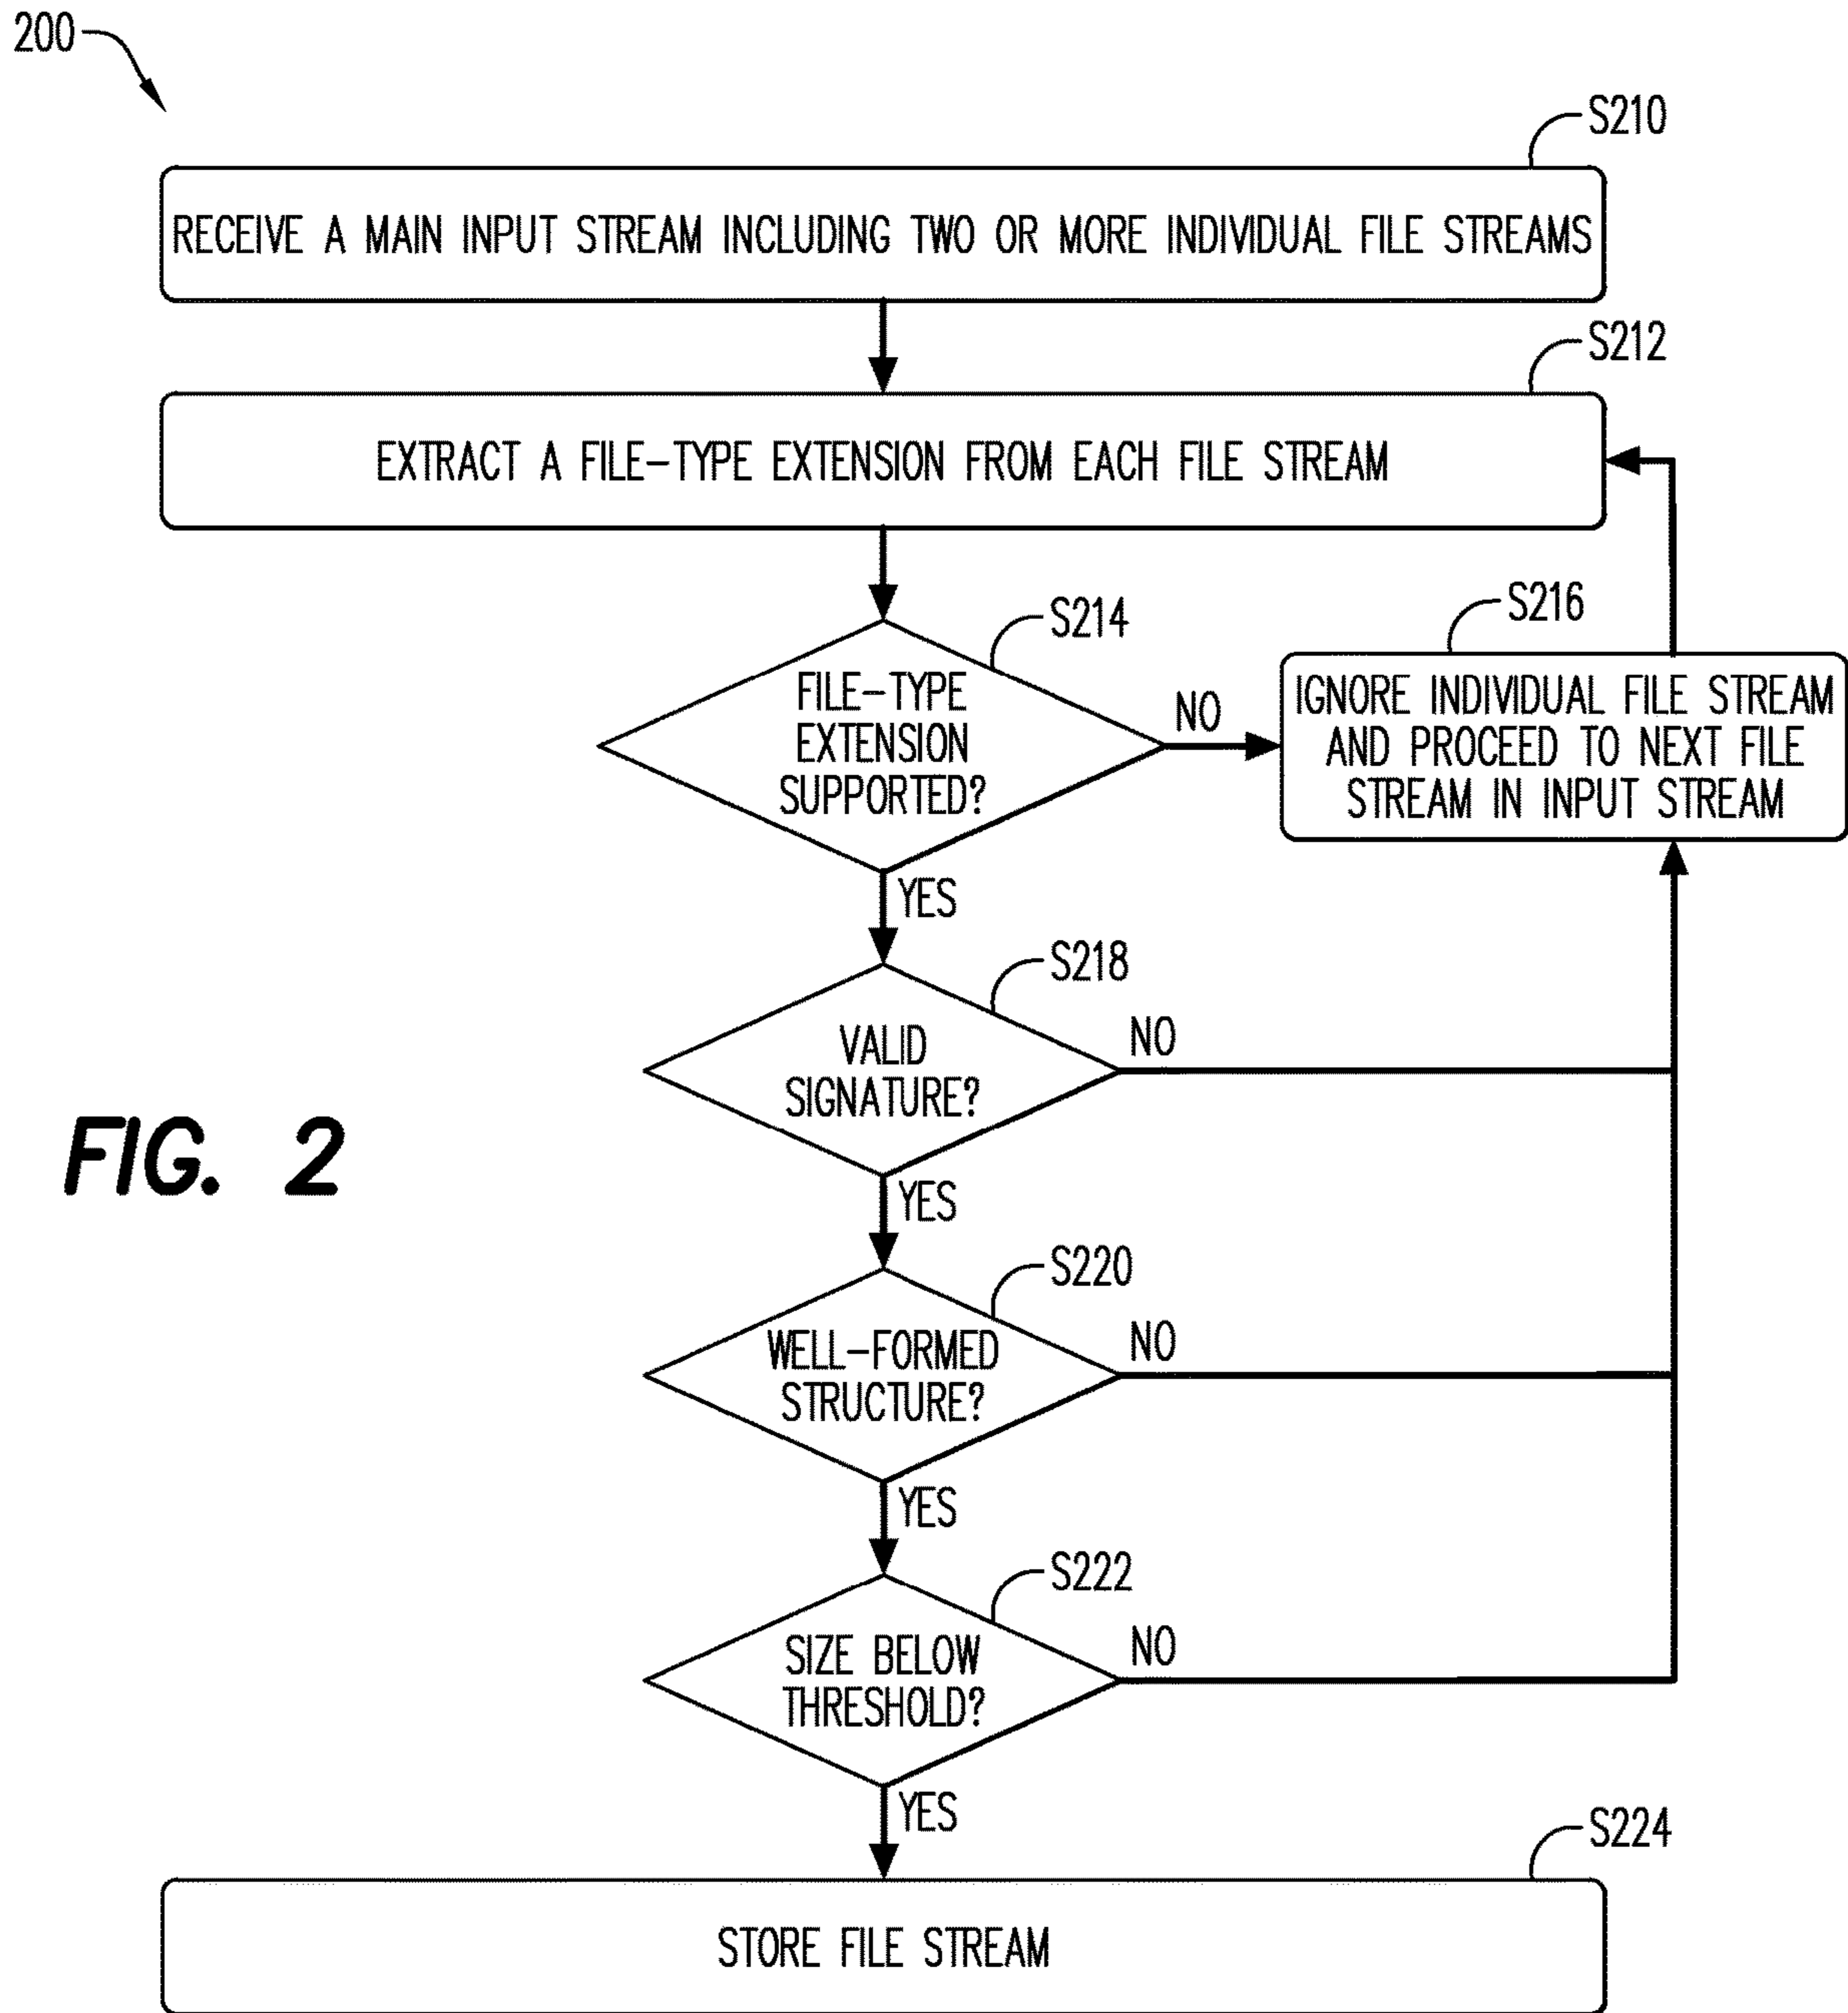 200
S210
RECEIVE A MAIN INPUT STREAM INCLUDING TWO OR MORE INDIVIDUAL FILE STREAMS
S212
EXTRACT A FILE-TYPE EXTENSION FROM EACH FILE STREAM
S214
FILE-TYPE
EXTENSION
SUPPORTED?
NO
S216
IGNORE INDIVIDUAL FILE STREAM
AND PROCEED TO NEXT FILE
STREAM IN INPUT STREAM
YES
S218
VALID
SIGNATURE?
NO
YES
FIG. 2
S220
WELL-FORMED
STRUCTURE?
NO
YES
S222
SIZE BELOW
THRESHOLD?
NO
YES
S224
STORE FILE STREAM